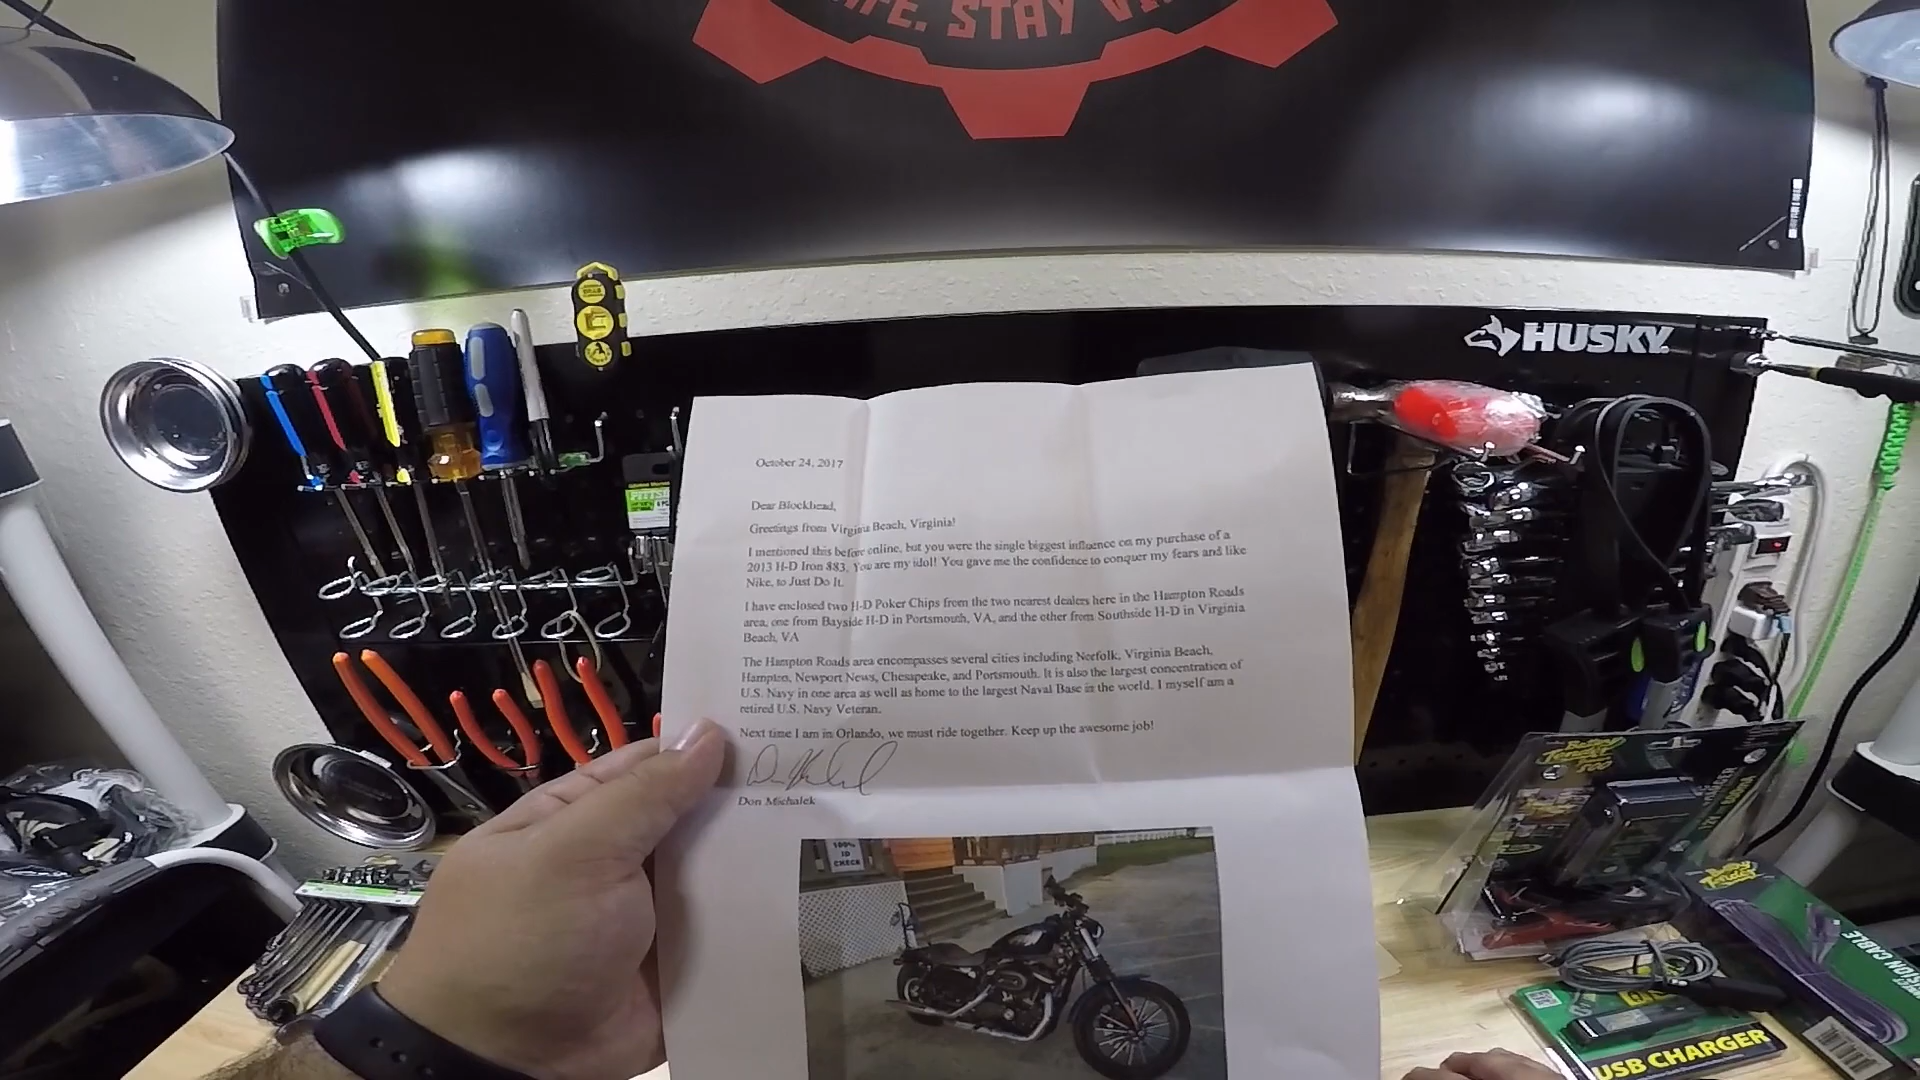 STAY
HUSKY
October 24, 2017
Dear Blockhead,
Greetings from Virginia Beach, Virginia!
I mentioned this before online, but you were the single biggest influence on my purchase of a
2013 H-D Iron 883. You are my idol! You gave me the confidence to conquer my fears and like
Nike, to Just Do It.
I have enclosed two H-D Poker Chips from the two nearest dealers here in the Hampton Roads
area, one from Bayside H-D in Portsmouth, VA, and the other from Southside H-D in Virginia
Beach, VA
The Hampton Roads area encompasses several cities including Norfolk, Virginia Beach,
Hampton, Newport News, Chesapeake, and Portsmouth. It is also the largest concentration of
U.S. Navy in one area as well as home to the largest Naval Base in the world. I myself am a
retired U.S. Navy Veteran.
Next time I am in Orlando, we must ride together. Keep up the awesome job!
Don Michalek
100%
ID
CHECK
Battery
Tender
Tender
USB CHARGER